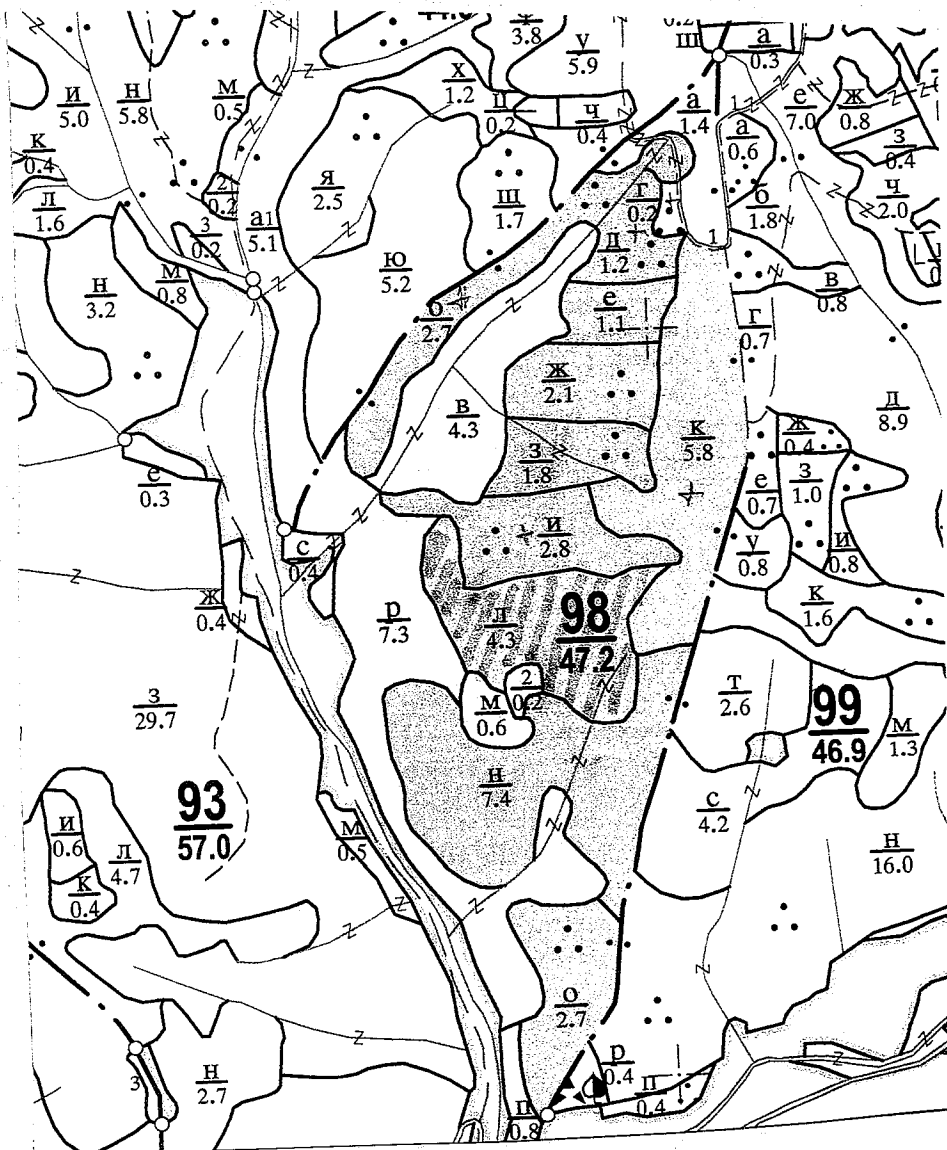 3.8
у
5.9
0.2
ш
а
0.3
х
1.2
0.2
ч
0.4
а
1.4
1
е
7.0
ж
0.8
з
0.4
и
5.0
н
5.8
м
0.5
к
0.4
л
1.6
2
0.2
з
0.2
а1
5.1
я
2.5
1.7
г
0.2
а
0.6
б
1.8
ч
2.0
н
3.2
м
0.8
ю
5.2
д
1.2
1
в
0.8
б
2.7
е
1.1
г
0.7
ж
2.1
в
4.3
к
5.8
д
8.9
ж
0.4
е
0.3
з
1.8
е
0.7
з
1.0
с
0.4
и
2.8
у
0.8
и
0.8
ж
0.4
р
7.3
л
4.3
98
47.2
к
1.6
з
29.7
м
0.6
2
0.2
т
2.6
99
46.9
м
1.3
н
7.4
с
4.2
93
57.0
и
0.6
л
4.7
м
0.5
н
16.0
к
0.4
о
2.7
3
н
2.7
р
0.4
п
0.4
п
0.8